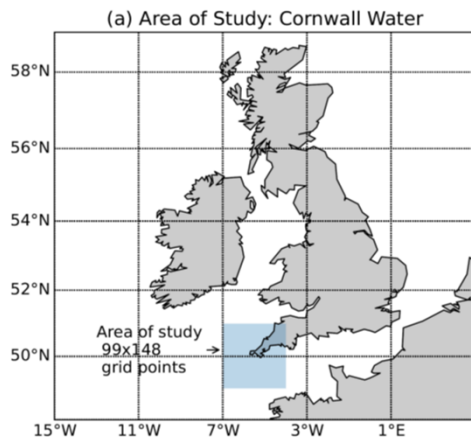 (a) Area of Study: Cornwall Water
58°N
56°N
54°N
52°N
Area of study
99x148
50°N
grid points
15°W 11°W 7°W 3°W 1°E